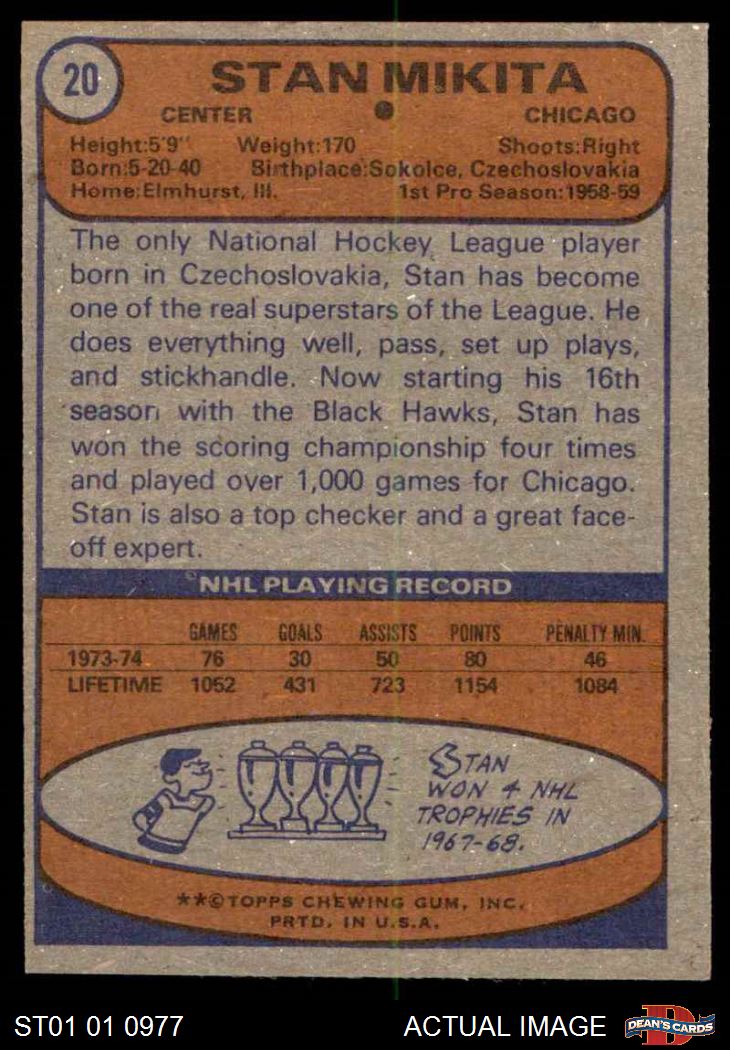 20
STAN MIKITA
CENTER CHICAGO
Height:5'9" Weight:170 Shoots:Right
Born:5-20-40 Birthplace:Sokolce, Czechoslovakia
Home:Elmhurst, Ill. 1st Pro Season:1958-59
The only National Hockey League player
born in Czechoslovakia, Stan has become
one of the real superstars of the League. He
does everything well, pass, set up plays,
and stickhandle. Now starting his 16th
season with the Black Hawks, Stan has
won the scoring championship four times
and played over 1,000 games for Chicago.
Stan is also a top checker and a great face-
off expert.
NHL PLAYING RECORD
GAMES GOALS ASSISTS POINTS PENALTY MIN.
1973-74 76 30 50 80 46
LIFETIME 1052 431 723 1154 1084
STAN
WON 4 NHL
TROPHIES IN
1967-68.
**©TOPPS CHEWING GUM, INC.
PRTD. IN U.S.A.
ST01 01 0977 ACTUAL IMAGE D DEAN'S CARDS